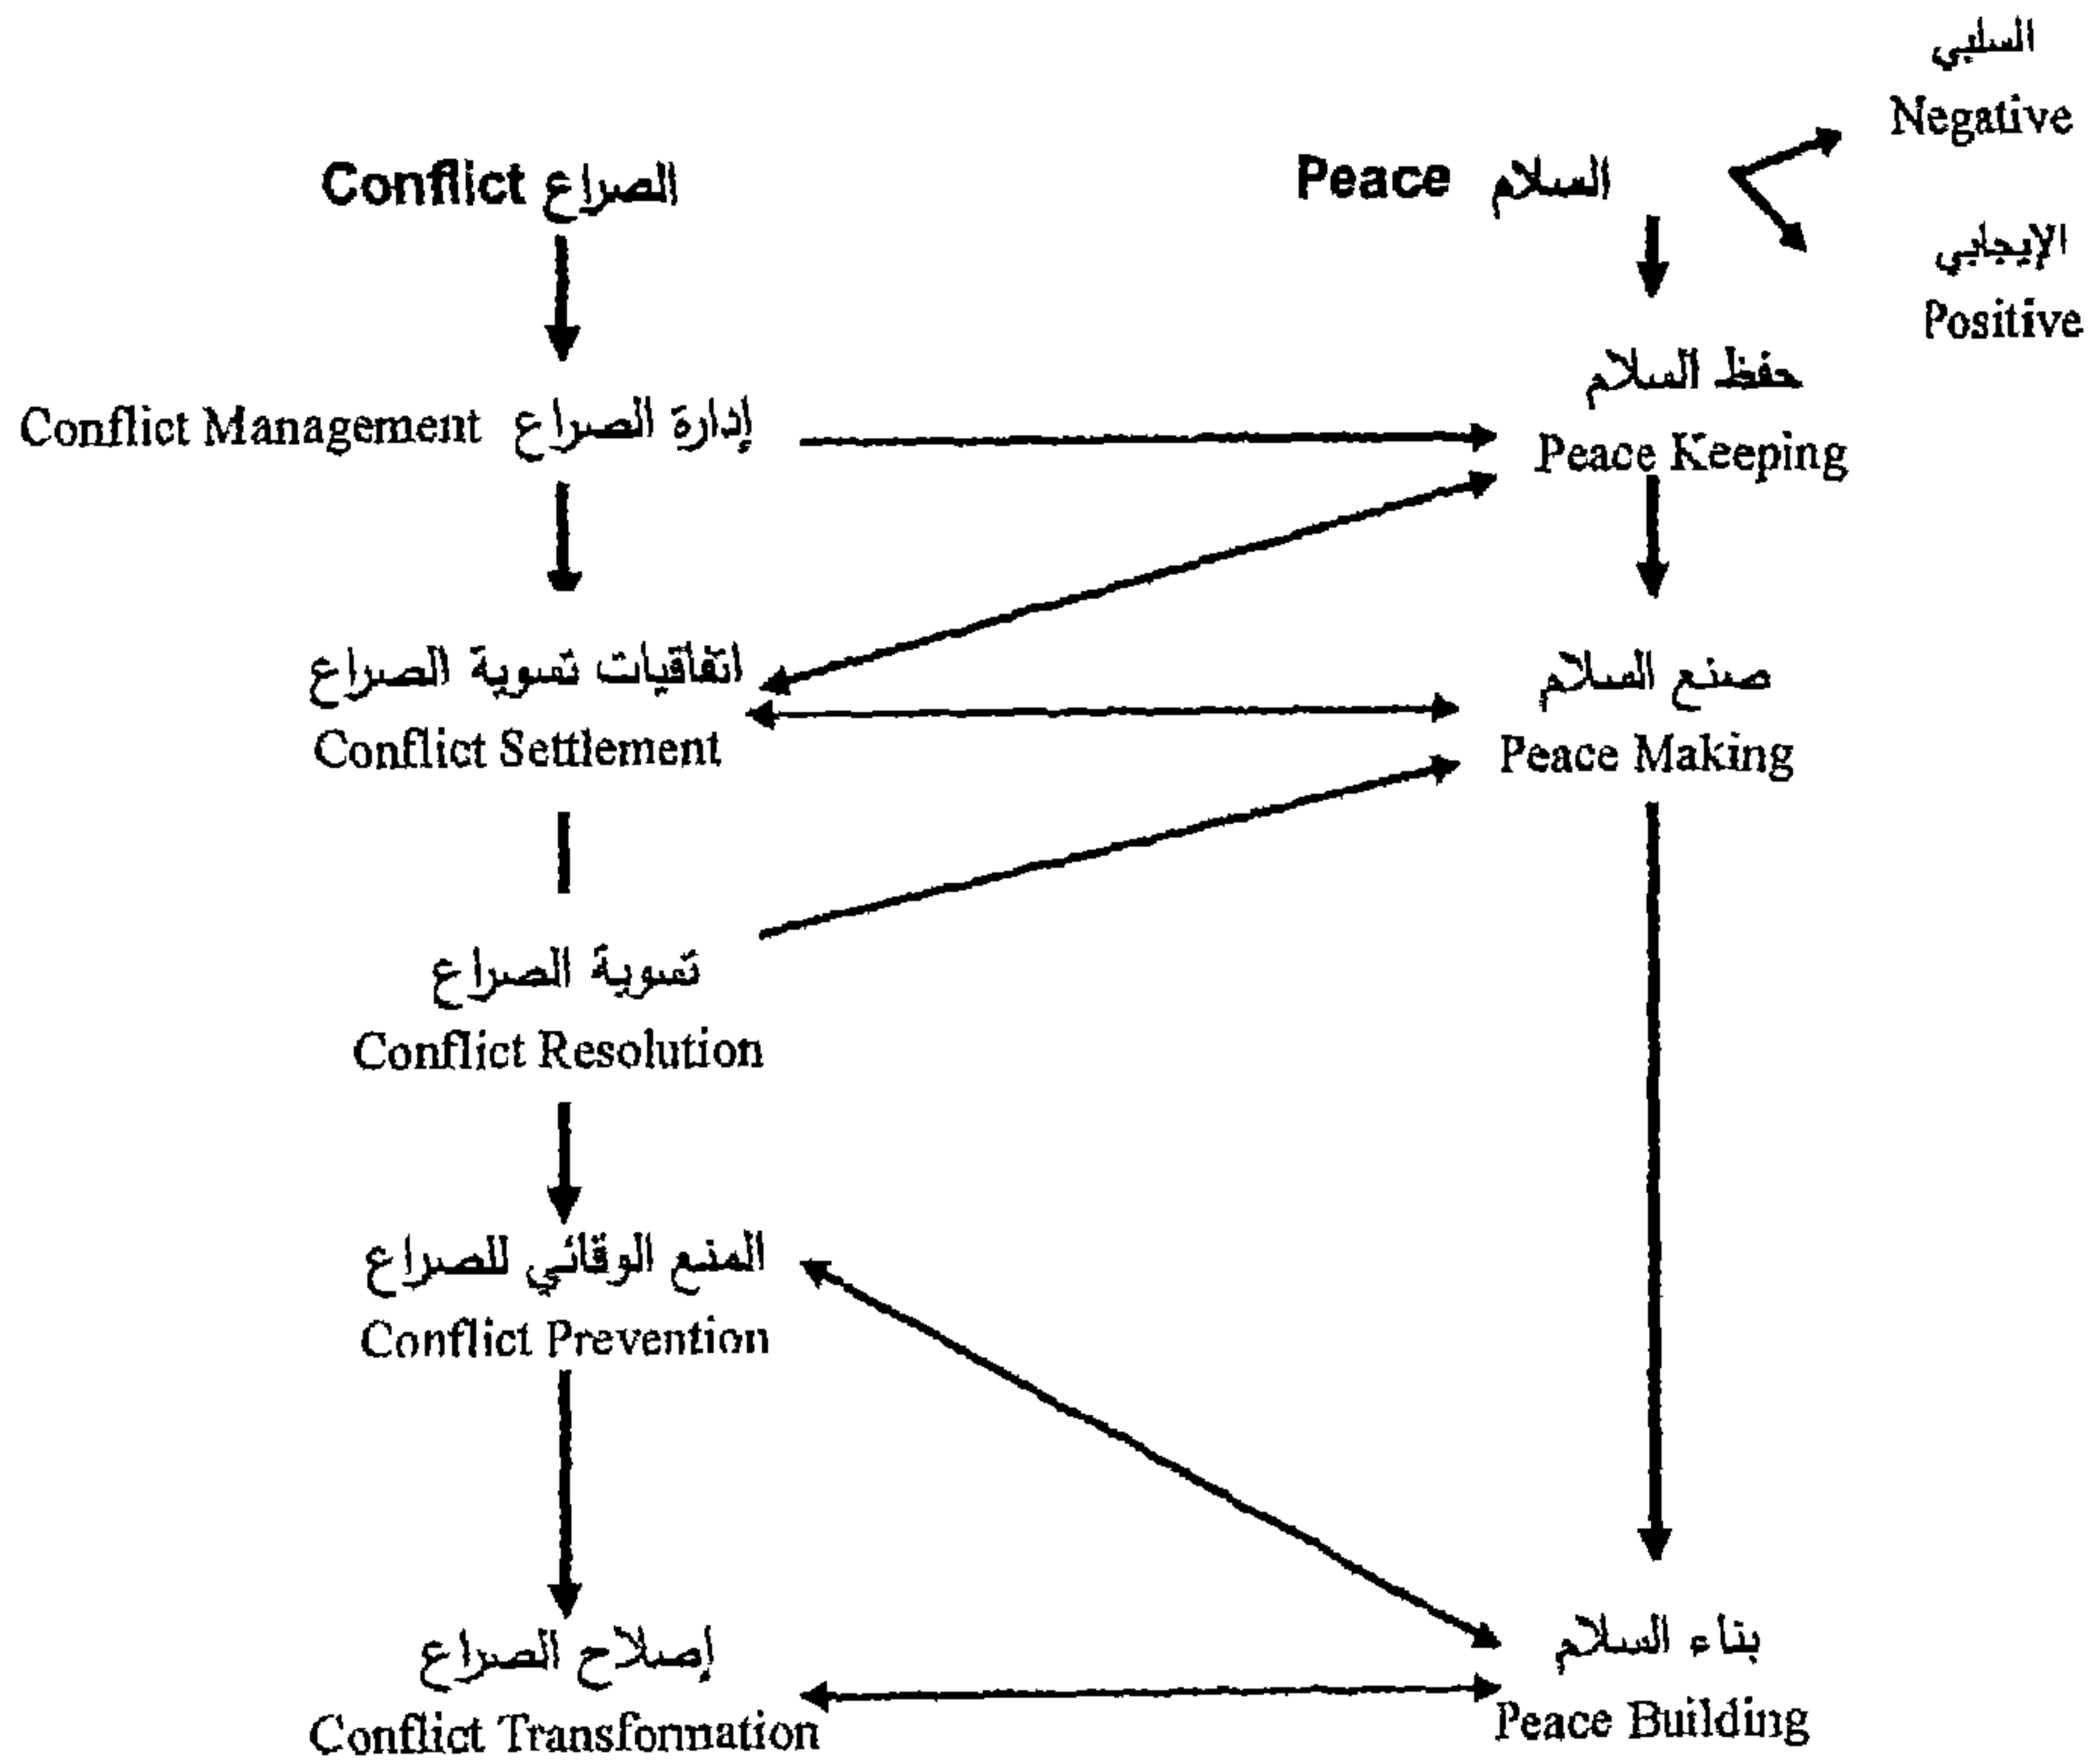 السلبي
Negative
Conflict الصراع
Peace السلام
الإيجابي
Positive
حفظ السلام
Peace Keeping
Conflict Management إدارة الصراع
اتفاقيات تسوية الصراع
Conflict Settlement
صنع السلام
Peace Making
تسوية الصراع
Conflict Resolution
المنع الوقائي للصراع
Conflict Prevention
إصلاح الصراع
Conflict Transformation
بناء السلام
Peace Building